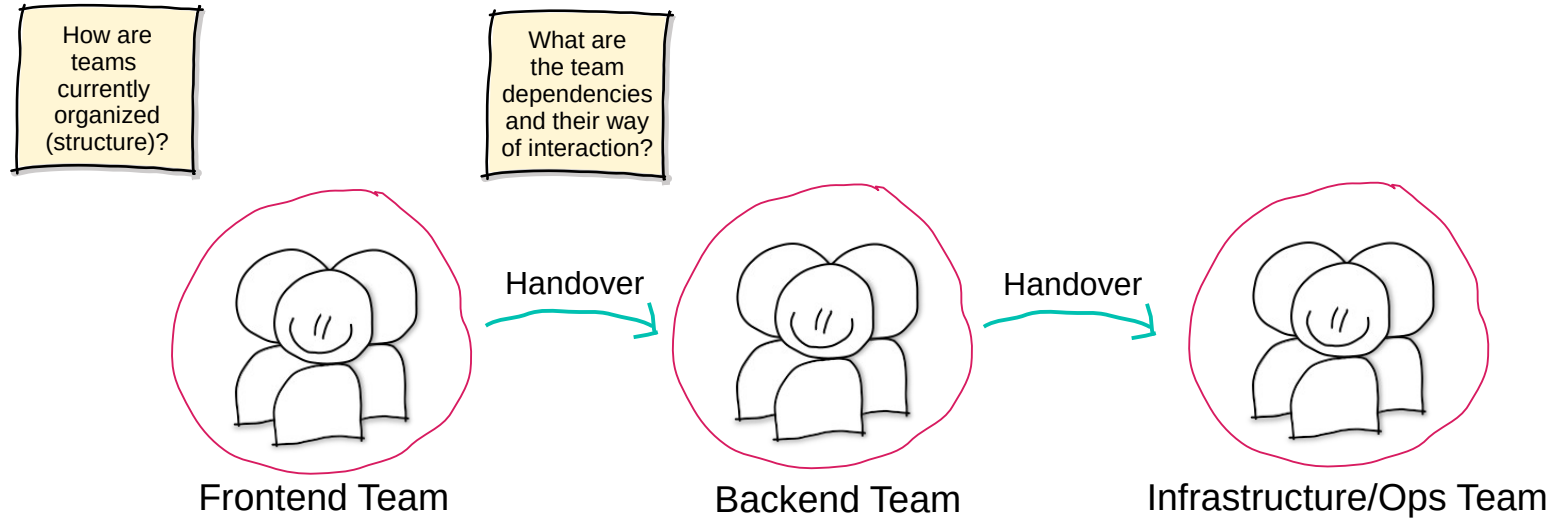 How are
teams
currently
organized
(structure)?
What are
the team
dependencies
and their way
of interaction?
Handover
Handover
Frontend Team
Backend Team
Infrastructure/Ops Team